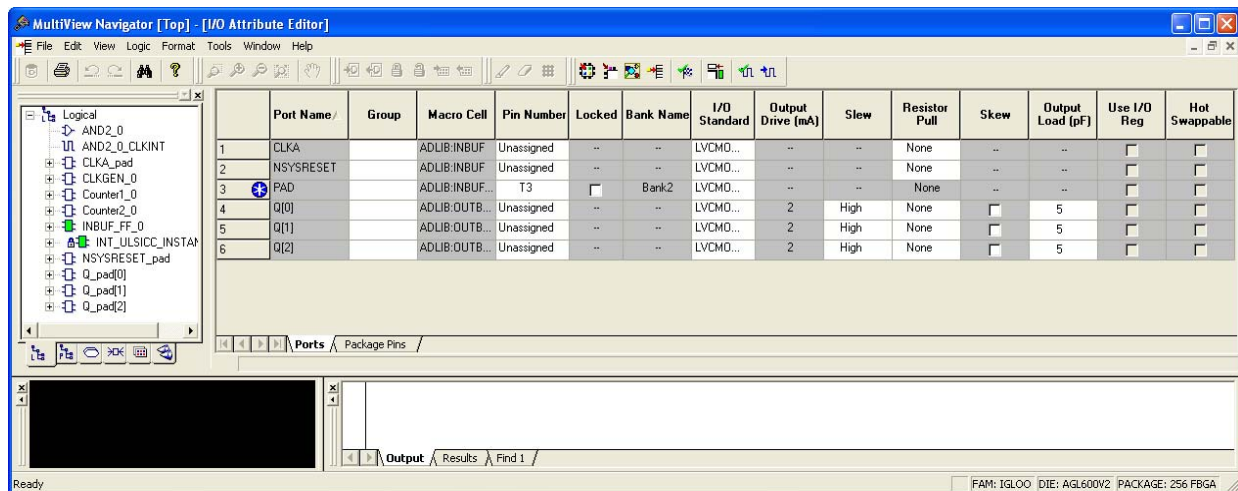 MultiView Navigator [Top] - [I/O Attribute Editor]
File Edit View Logic Format Tools Window Help
Logical
AND2_0
AND2_0_CLKINT
CLKA_pad
CLKGEN_0
Counter1_0
Counter2_0
INBUF_FF_0
INT_ULSICC_INSTAN
NSYSRESET_pad
Q_pad[0]
Q_pad[1]
Q_pad[2]
Port Name Group Macro Cell Pin Number Locked Bank Name I/O Standard Output Drive (mA) Slew Resistor Pull Skew Output Load (pF) Use I/O Reg Hot Swappable
1 CLKA ADLIB:INBUF Unassigned -- -- LVCMO... -- -- None -- --
2 NSYSRESET ADLIB:INBUF Unassigned -- -- LVCMO... -- -- None -- --
3 PAD ADLIB:INBUF... T3 Bank2 LVCMO... -- -- None -- --
4 Q[0] ADLIB:OUTB... Unassigned -- -- LVCMO... 2 High None 5
5 Q[1] ADLIB:OUTB... Unassigned -- -- LVCMO... 2 High None 5
6 Q[2] ADLIB:OUTB... Unassigned -- -- LVCMO... 2 High None 5
Ports Package Pins
Output Results Find 1
Ready FAM: IGLOO DIE: AGL600V2 PACKAGE: 256 FBGA